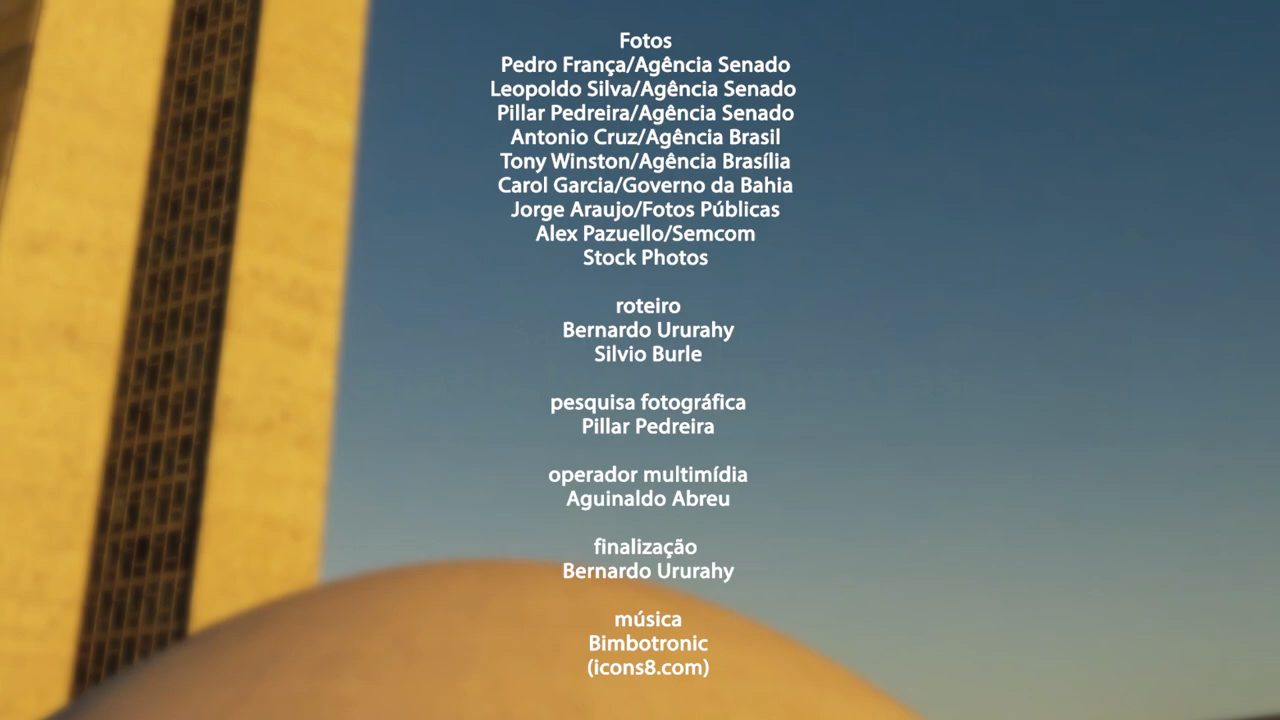 Fotos
Pedro França/Agência Senado
Leopoldo Silva/Agência Senado
Pillar Pedreira/Agência Senado
Antonio Cruz/Agência Brasil
Tony Winston/Agência Brasília
Carol Garcia/Governo da Bahia
Jorge Araujo/Fotos Públicas
Alex Pazuello/Semcom
Stock Photos
roteiro
Bernardo Ururahy
Silvio Burle
pesquisa fotográfica
Pillar Pedreira
operador multimídia
Aguinaldo Abreu
finalização
Bernardo Ururahy
música
Bimbotronic
(icons8.com)